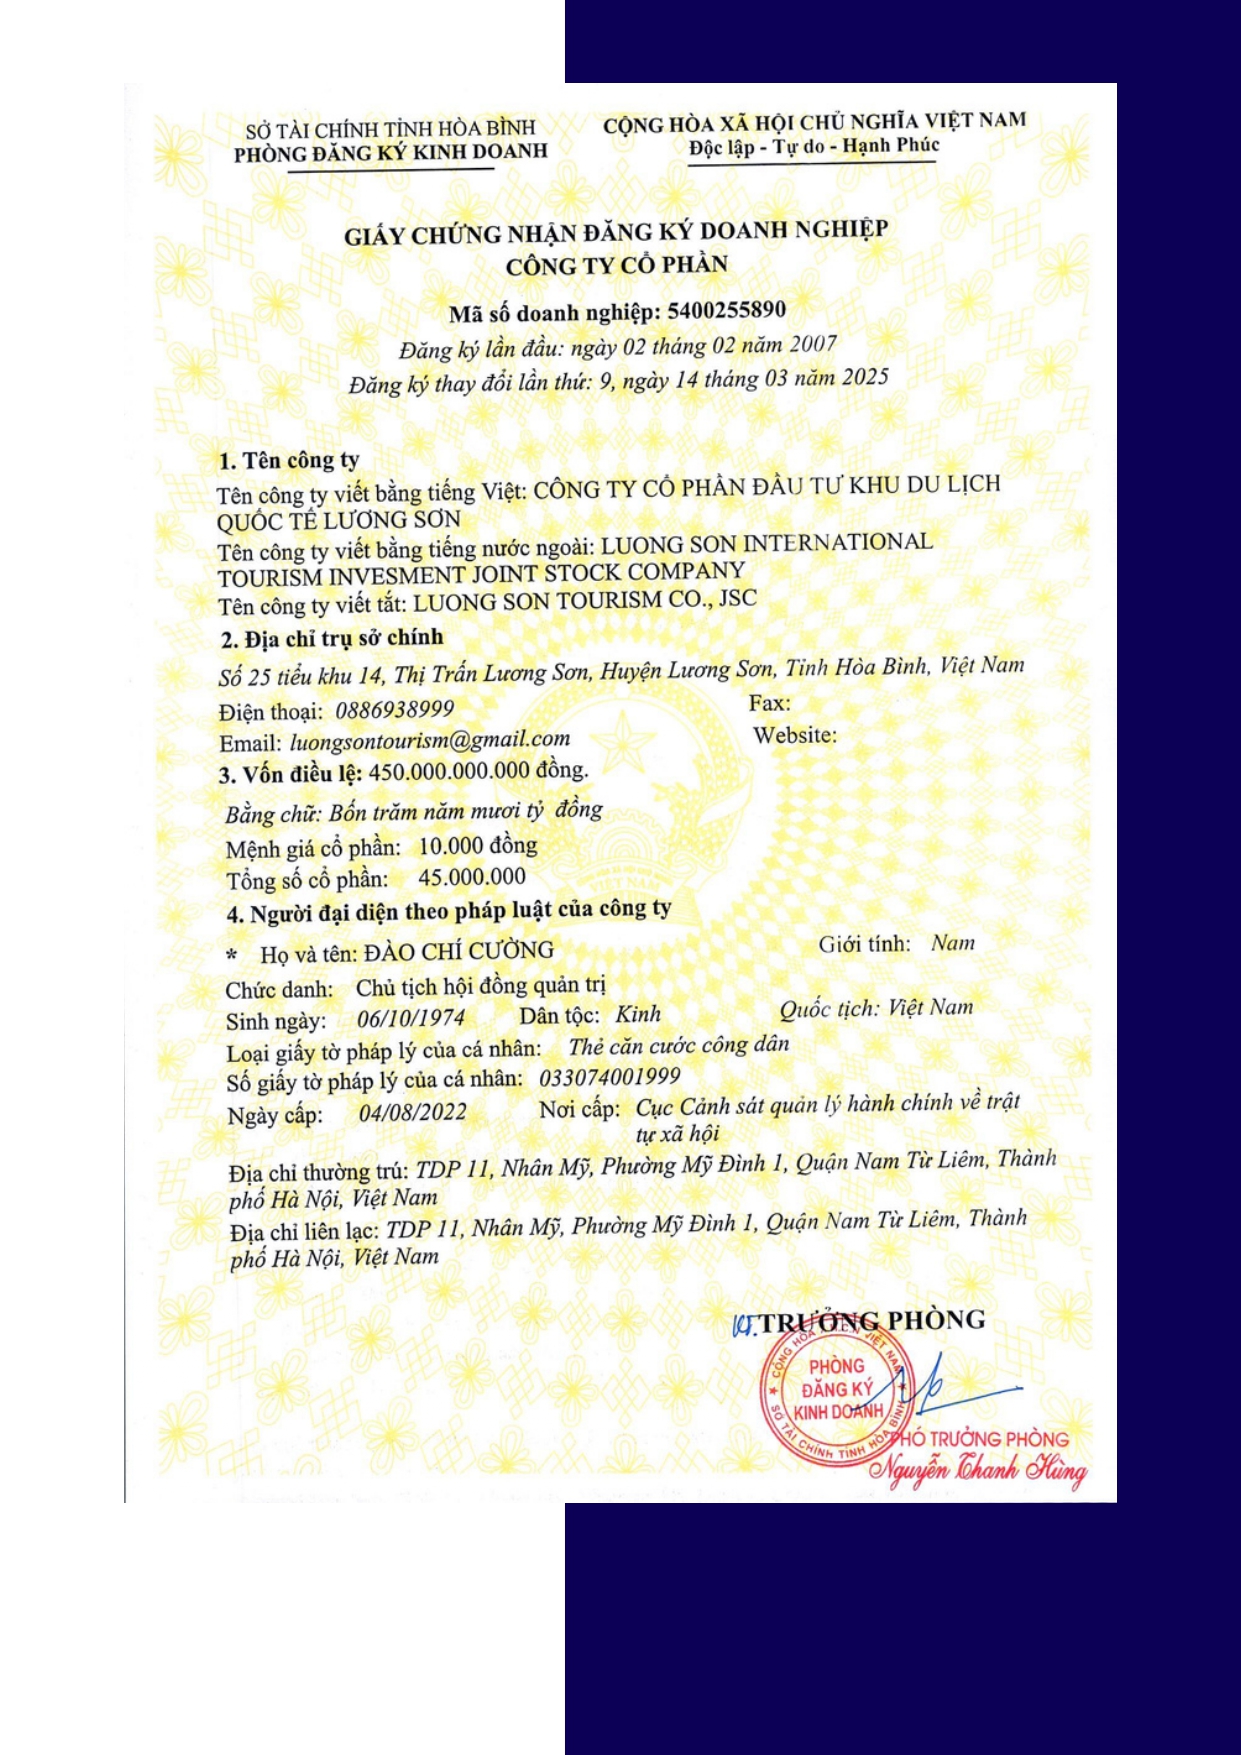 SỞ TÀI CHÍNH TỈNH HÒA BÌNH
PHÒNG ĐĂNG KÝ KINH DOANH
CỘNG HÒA XÃ HỘI CHỦ NGHĨA VIỆT NAM
Độc lập - Tự do - Hạnh Phúc
GIẤY CHỨNG NHẬN ĐĂNG KÝ DOANH NGHIỆP
CÔNG TY CỔ PHẦN
Mã số doanh nghiệp: 5400255890
Đăng ký lần đầu: ngày 02 tháng 02 năm 2007
Đăng ký thay đổi lần thứ: 9, ngày 14 tháng 03 năm 2025
1. Tên công ty
Tên công ty viết bằng tiếng Việt: CÔNG TY CỔ PHẦN ĐẦU TƯ KHU DU LỊCH
QUỐC TẾ LƯƠNG SƠN
Tên công ty viết bằng tiếng nước ngoài: LUONG SON INTERNATIONAL
TOURISM INVESMENT JOINT STOCK COMPANY
Tên công ty viết tắt: LUONG SON TOURISM CO., JSC
2. Địa chỉ trụ sở chính
Số 25 tiểu khu 14, Thị Trấn Lương Sơn, Huyện Lương Sơn, Tỉnh Hòa Bình, Việt Nam
Điện thoại: 0886938999 Fax:
Email: luongsontourism@gmail.com Website:
3. Vốn điều lệ: 450.000.000.000 đồng.
Bằng chữ: Bốn trăm năm mươi tỷ đồng
Mệnh giá cổ phần: 10.000 đồng
Tổng số cổ phần: 45.000.000
VIỆT NAM
4. Người đại diện theo pháp luật của công ty
* Họ và tên: ĐÀO CHÍ CƯỜNG Giới tính: Nam
Chức danh: Chủ tịch hội đồng quản trị
Sinh ngày: 06/10/1974 Dân tộc: Kinh Quốc tịch: Việt Nam
Loại giấy tờ pháp lý của cá nhân: Thẻ căn cước công dân
Số giấy tờ pháp lý của cá nhân: 033074001999
Ngày cấp: 04/08/2022 Nơi cấp: Cục Cảnh sát quản lý hành chính về trật
tự xã hội
Địa chỉ thường trú: TDP 11, Nhân Mỹ, Phường Mỹ Đình 1, Quận Nam Từ Liêm, Thành
phố Hà Nội, Việt Nam
Địa chỉ liên lạc: TDP 11, Nhân Mỹ, Phường Mỹ Đình 1, Quận Nam Từ Liêm, Thành
phố Hà Nội, Việt Nam
KT. TRƯỞNG PHÒNG
CỘNG HÒA X.H.C.N VIỆT NAM
PHÒNG
ĐĂNG KÝ
KINH DOANH
SỞ TÀI CHÍNH TỈNH HÒA BÌNH
PHÓ TRƯỞNG PHÒNG
Nguyễn Thanh Hùng